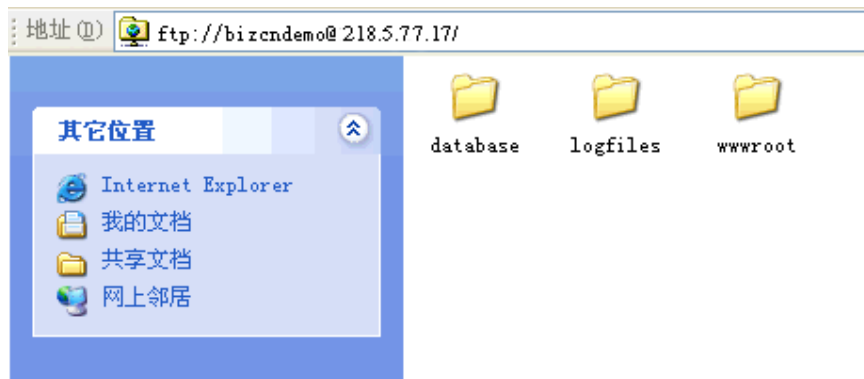 地址(D) ftp://bizcndemo@218.5.77.17/
其它位置
Internet Explorer
我的文档
共享文档
网上邻居
database logfiles wwwroot